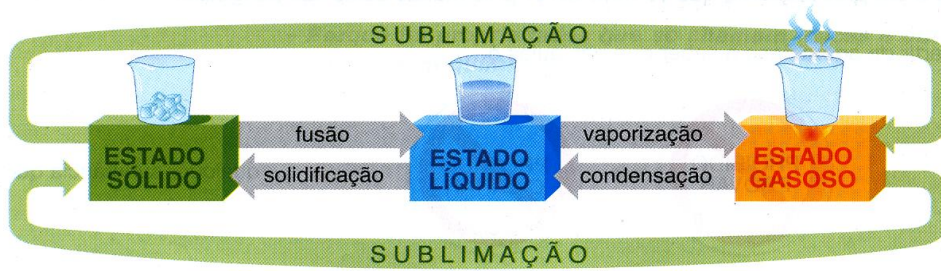 SUBLIMAÇÃO
fusão
vaporização
ESTADO
SÓLIDO
ESTADO
LÍQUIDO
ESTADO
GASOSO
solidificação
condensação
SUBLIMAÇÃO